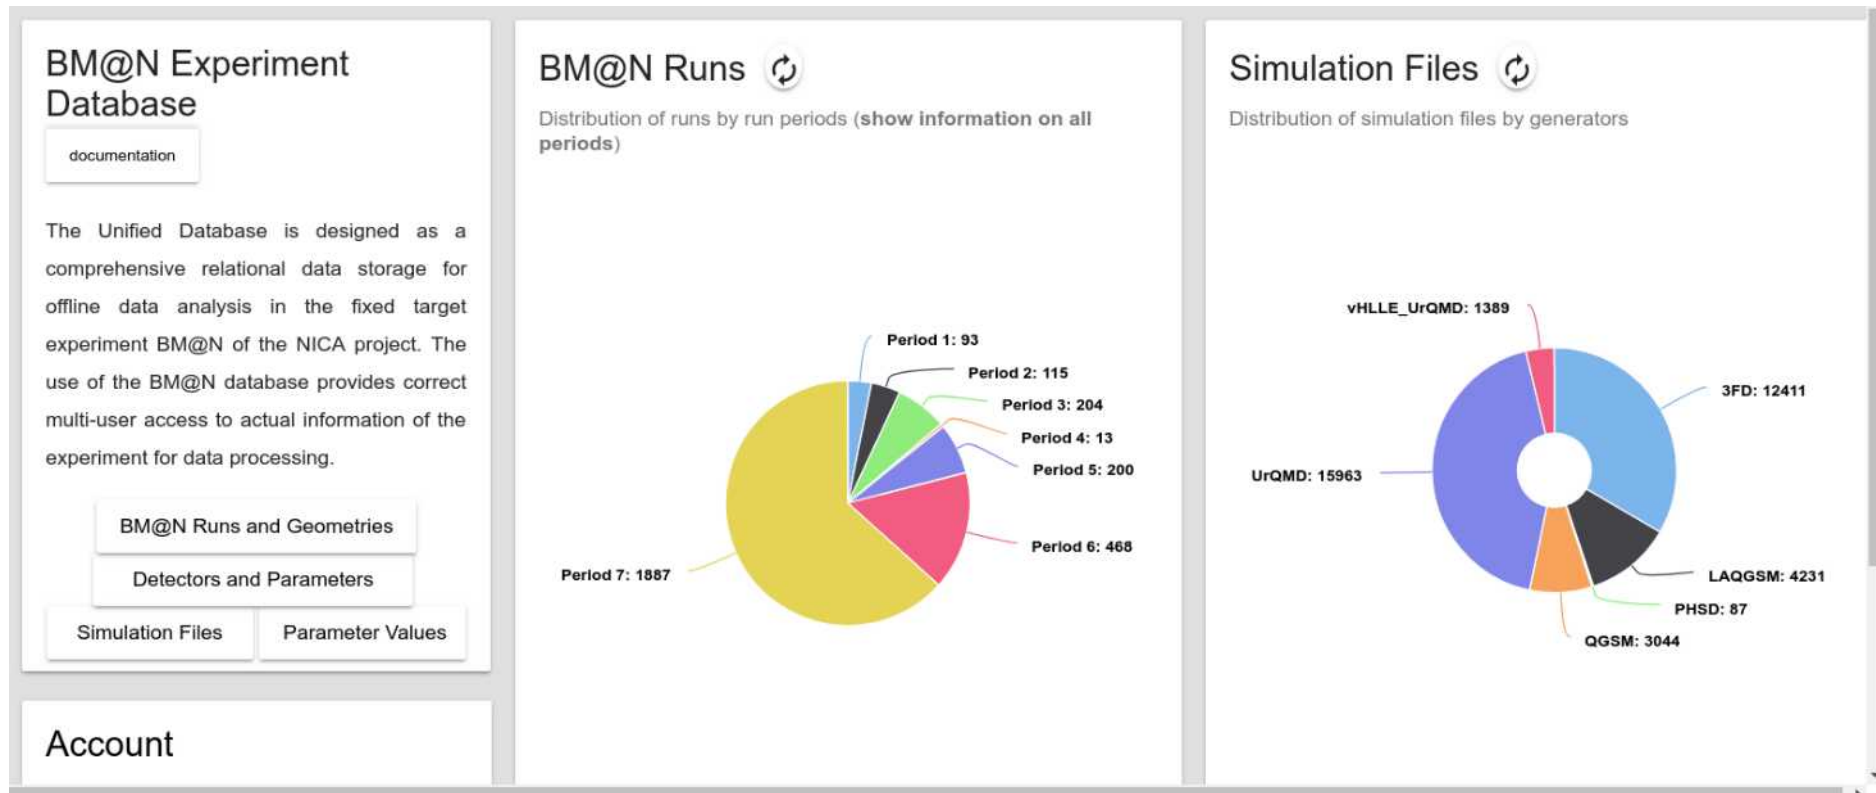 BM@N Experiment
Database
documentation
The Unified Database is designed as a
comprehensive relational data storage for
offline data analysis in the fixed target
experiment BM@N of the NICA project. The
use of the BM@N database provides correct
multi-user access to actual information of the
experiment for data processing.
BM@N Runs and Geometries
Detectors and Parameters
Simulation Files
Parameter Values
Account
BM@N Runs
Distribution of runs by run periods (show information on all
periods)
Period 1: 93
Period 2: 115
Period 3: 204
Period 4: 13
Period 5: 200
Period 6: 468
Period 7: 1887
Simulation Files
Distribution of simulation files by generators
vHLLE_UrQMD: 1389
3FD: 12411
UrQMD: 15963
LAQGSM: 4231
PHSD: 87
QGSM: 3044